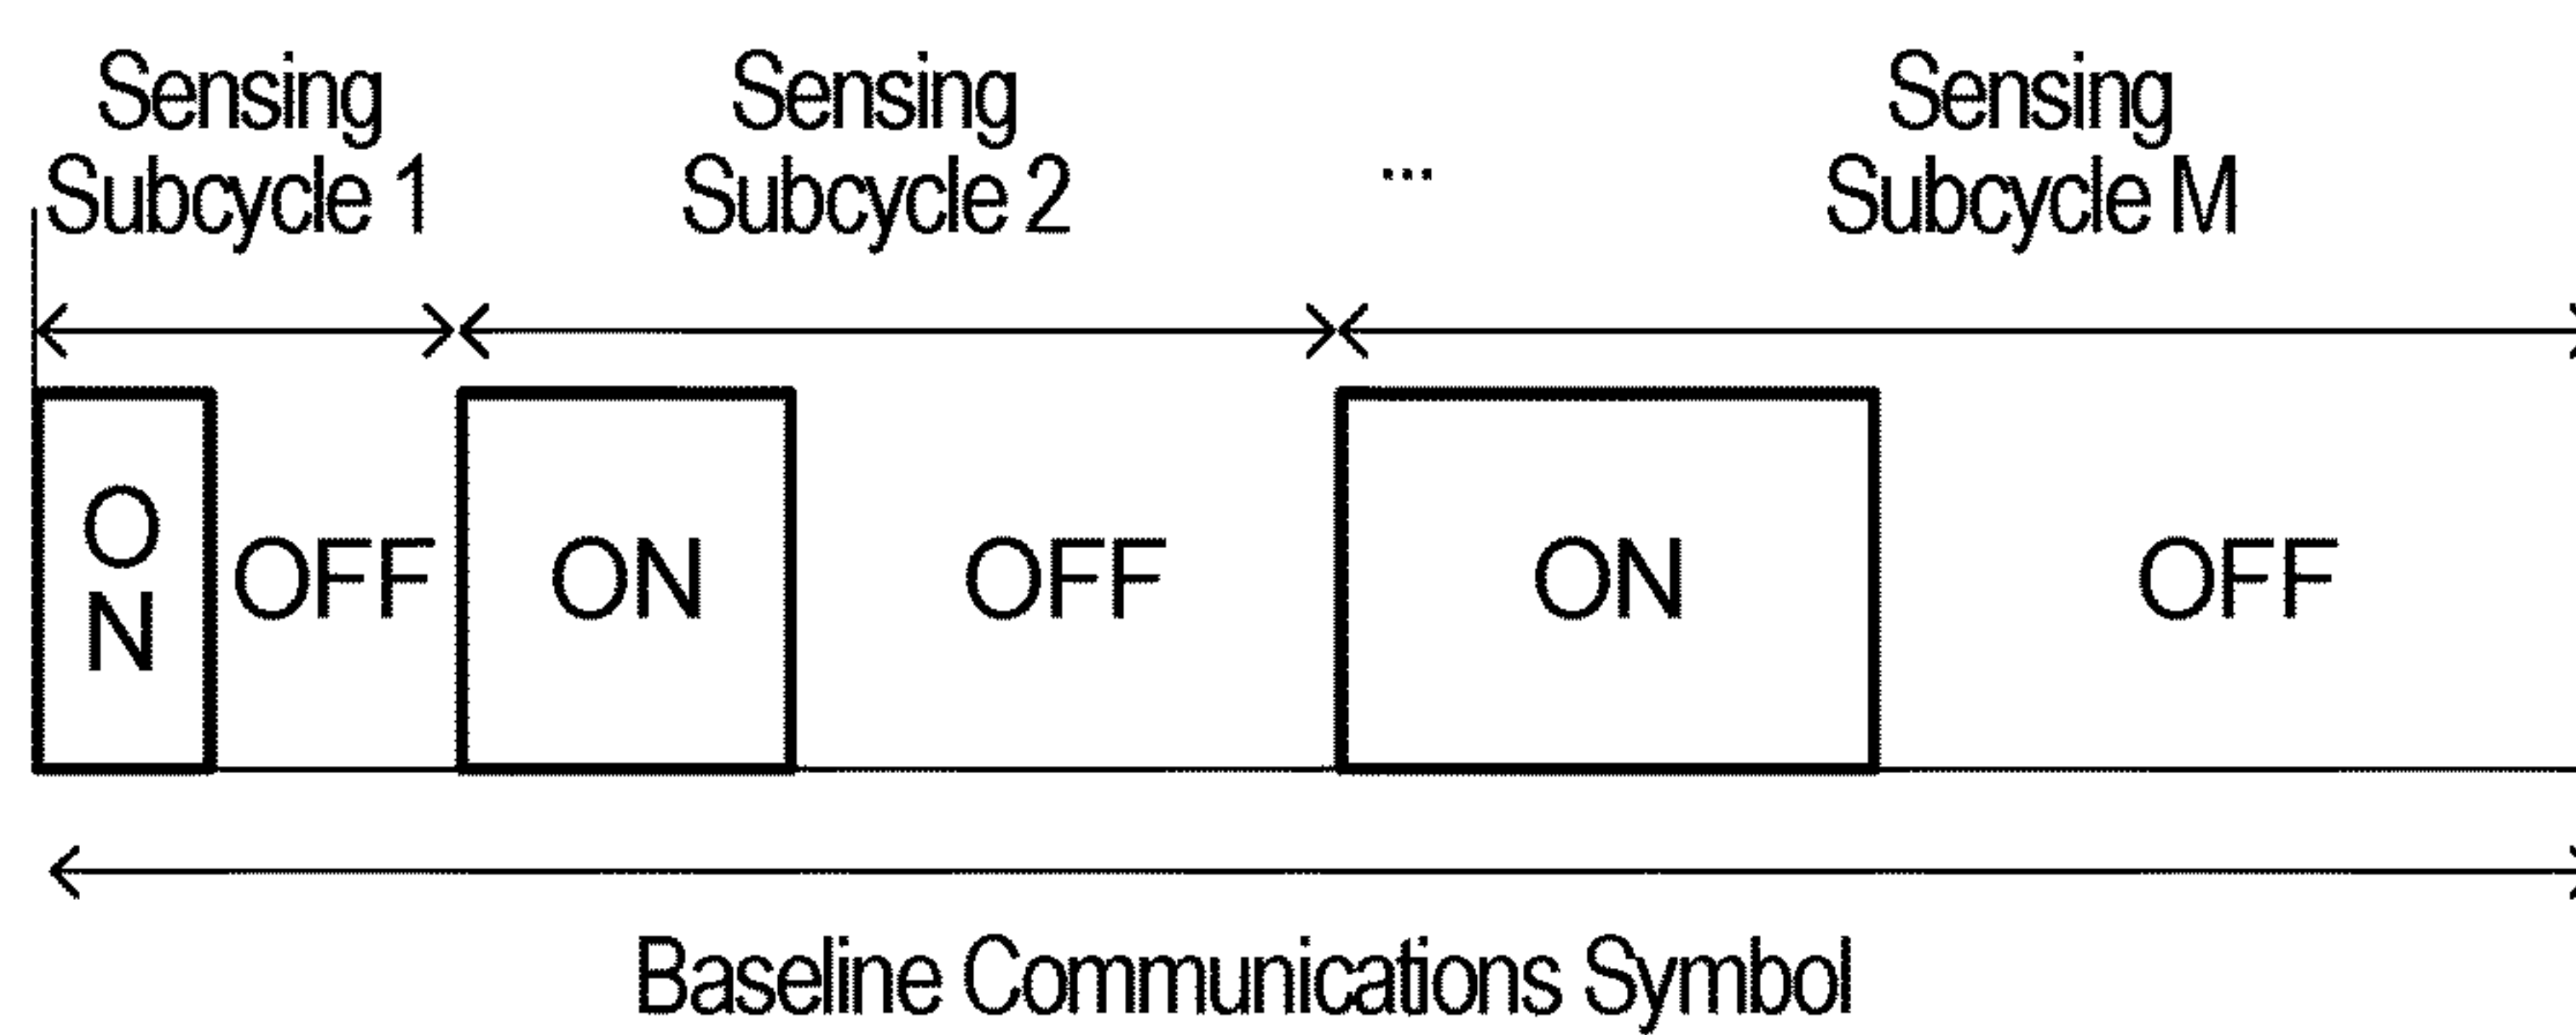 Sensing
Subcycle 1
Sensing
Subcycle 2
...
Sensing
Subcycle M
O
N
OFF
ON
OFF
ON
OFF
Baseline Communications Symbol